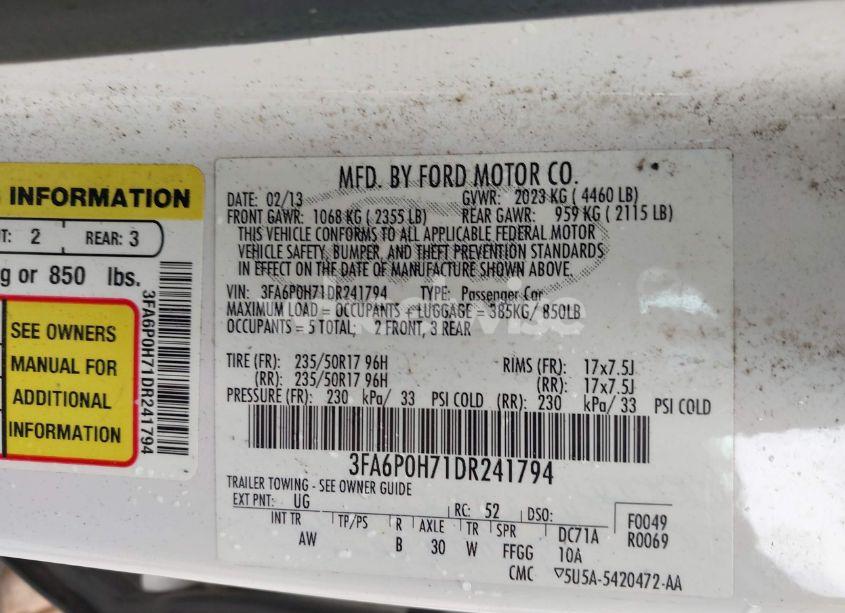 INFORMATION
2 REAR: 3
g or 850 lbs.
SEE OWNERS
MANUAL FOR
ADDITIONAL
INFORMATION
3FA6P0H71DR241794
MFD. BY FORD MOTOR CO.
DATE: 02/13 GVWR: 2023 KG ( 4460 LB)
FRONT GAWR: 1068 KG ( 2355 LB) REAR GAWR: 959 KG ( 2115 LB)
THIS VEHICLE CONFORMS TO ALL APPLICABLE FEDERAL MOTOR
VEHICLE SAFETY, BUMPER, AND THEFT PREVENTION STANDARDS
IN EFFECT ON THE DATE OF MANUFACTURE SHOWN ABOVE.
VIN: 3FA6P0H71DR241794 TYPE: Passenger Car
MAXIMUM LOAD = OCCUPANTS + LUGGAGE = 385KG/ 850LB
OCCUPANTS = 5 TOTAL; 2 FRONT, 3 REAR
TIRE (FR): 235/50R17 96H RIMS (FR): 17x7.5J
(RR): 235/50R17 96H (RR): 17x7.5J
PRESSURE (FR): 230 kPa/ 33 PSI COLD (RR): 230 kPa/ 33 PSI COLD
3FA6P0H71DR241794
TRAILER TOWING - SEE OWNER GUIDE
EXT PNT: UG RC: 52 DSO: F0049
INT TR TP/PS R AXLE TR SPR DC71A R0069
AW B 30 W FFGG 10A
CMC ▽5U5A-5420472-AA